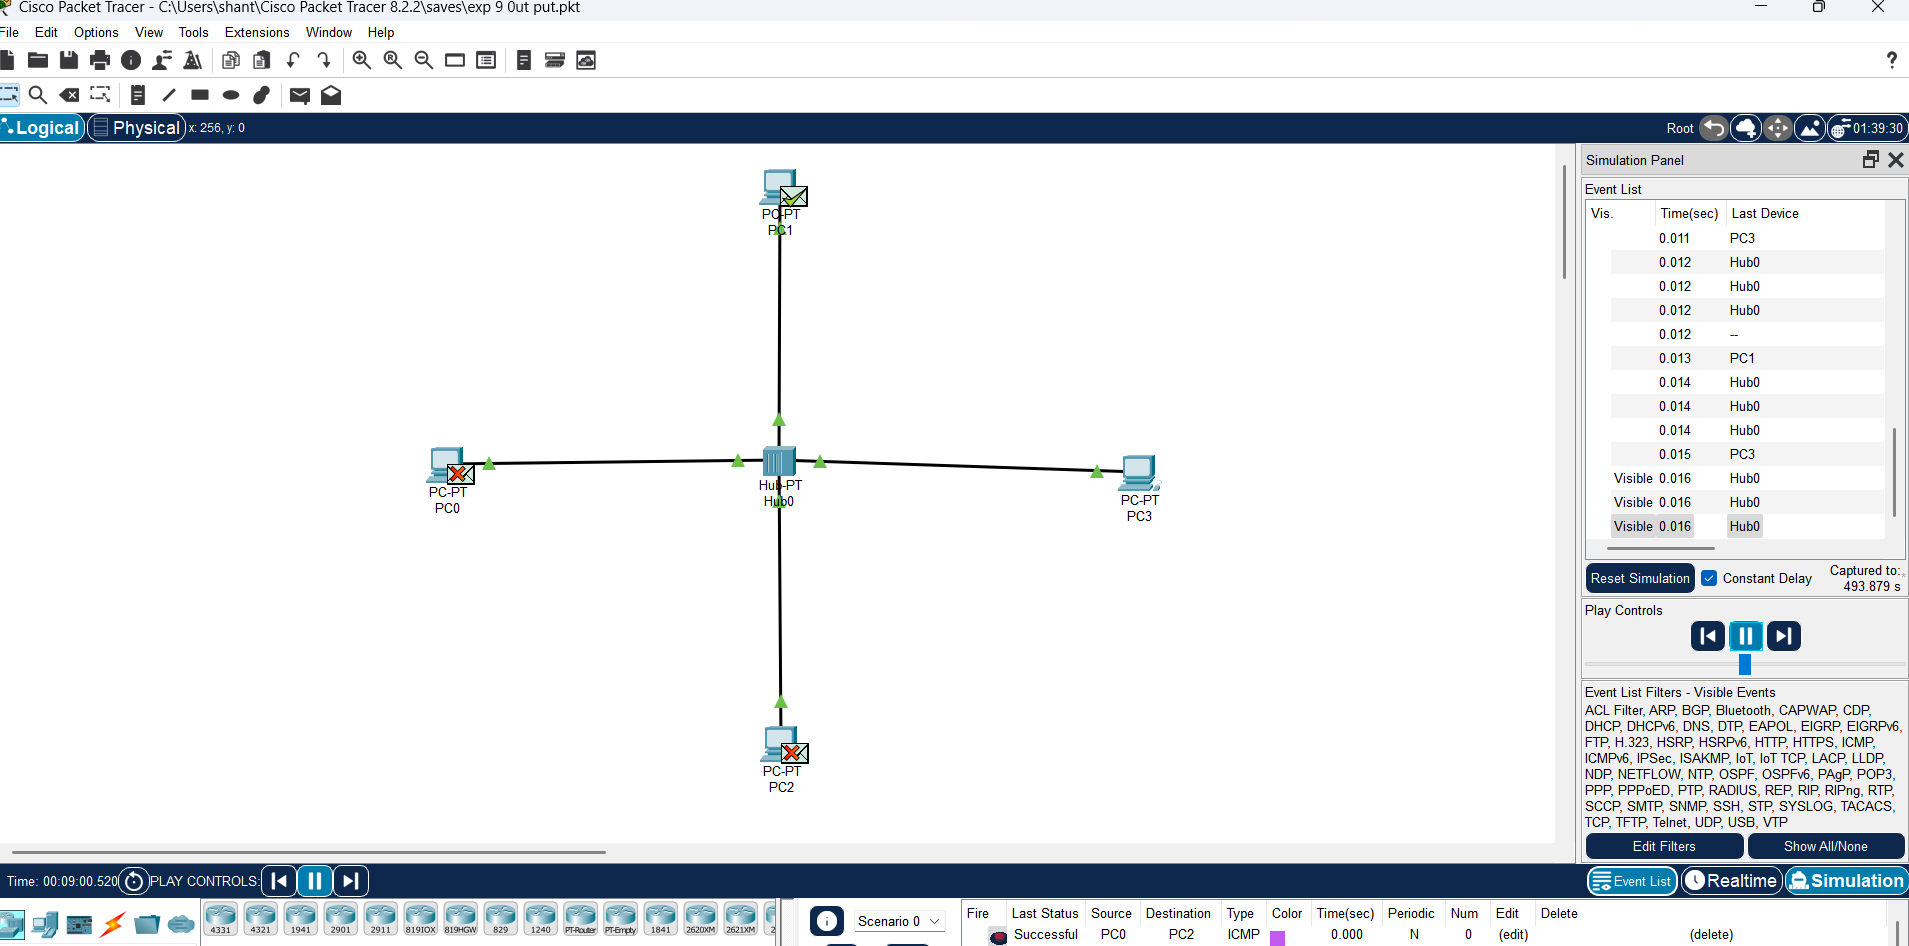 Cisco Packet Tracer - C:\Users\shant\Cisco Packet Tracer 8.2.2\saves\exp 9 0ut put.pkt
File Edit Options View Tools Extensions Window Help
?
Logical Physical x: 256, y: 0 Root 01:39:30
Simulation Panel
Event List
Vis. Time(sec) Last Device
0.011 PC3
0.012 Hub0
0.012 Hub0
0.012 Hub0
0.012 --
0.013 PC1
0.014 Hub0
0.014 Hub0
0.014 Hub0
0.015 PC3
Visible 0.016 Hub0
Visible 0.016 Hub0
Visible 0.016 Hub0
Reset Simulation Constant Delay Captured to:
493.879 s
Play Controls
Event List Filters - Visible Events
ACL Filter, ARP, BGP, Bluetooth, CAPWAP, CDP,
DHCP, DHCPv6, DNS, DTP, EAPOL, EIGRP, EIGRPv6,
FTP, H.323, HSRP, HSRPv6, HTTP, HTTPS, ICMP,
ICMPv6, IPSec, ISAKMP, IoT, IoT TCP, LACP, LLDP,
NDP, NETFLOW, NTP, OSPF, OSPFv6, PAgP, POP3,
PPP, PPPoED, PTP, RADIUS, REP, RIP, RIPng, RTP,
SCCP, SMTP, SNMP, SSH, STP, SYSLOG, TACACS,
TCP, TFTP, Telnet, UDP, USB, VTP
Edit Filters Show All/None
PC-PT
PC1
PC-PT
PC0
Hub-PT
Hub0
PC-PT
PC3
PC-PT
PC2
Time: 00:09:00.520 PLAY CONTROLS: Event List Realtime Simulation
4331 4321 1941 2901 2911 819IOX 819HGW 829 1240 PT-Router PT-Empty 1841 2620XM 2621XM 2
Scenario 0
Fire Last Status Source Destination Type Color Time(sec) Periodic Num Edit Delete
Successful PC0 PC2 ICMP 0.000 N 0 (edit) (delete)